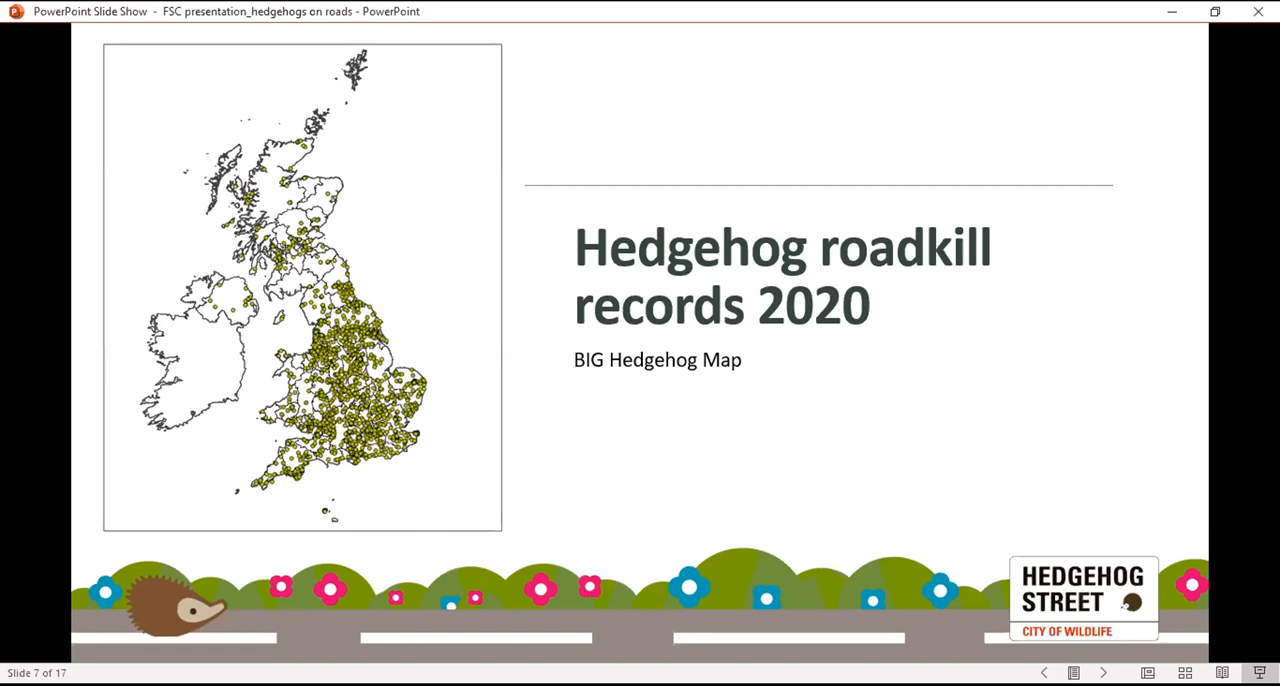 PowerPoint Slide Show - FSC presentation_hedgehogs on roads - PowerPoint
Hedgehog roadkill
records 2020
BIG Hedgehog Map
HEDGEHOG
STREET
CITY OF WILDLIFE
Slide 7 of 17